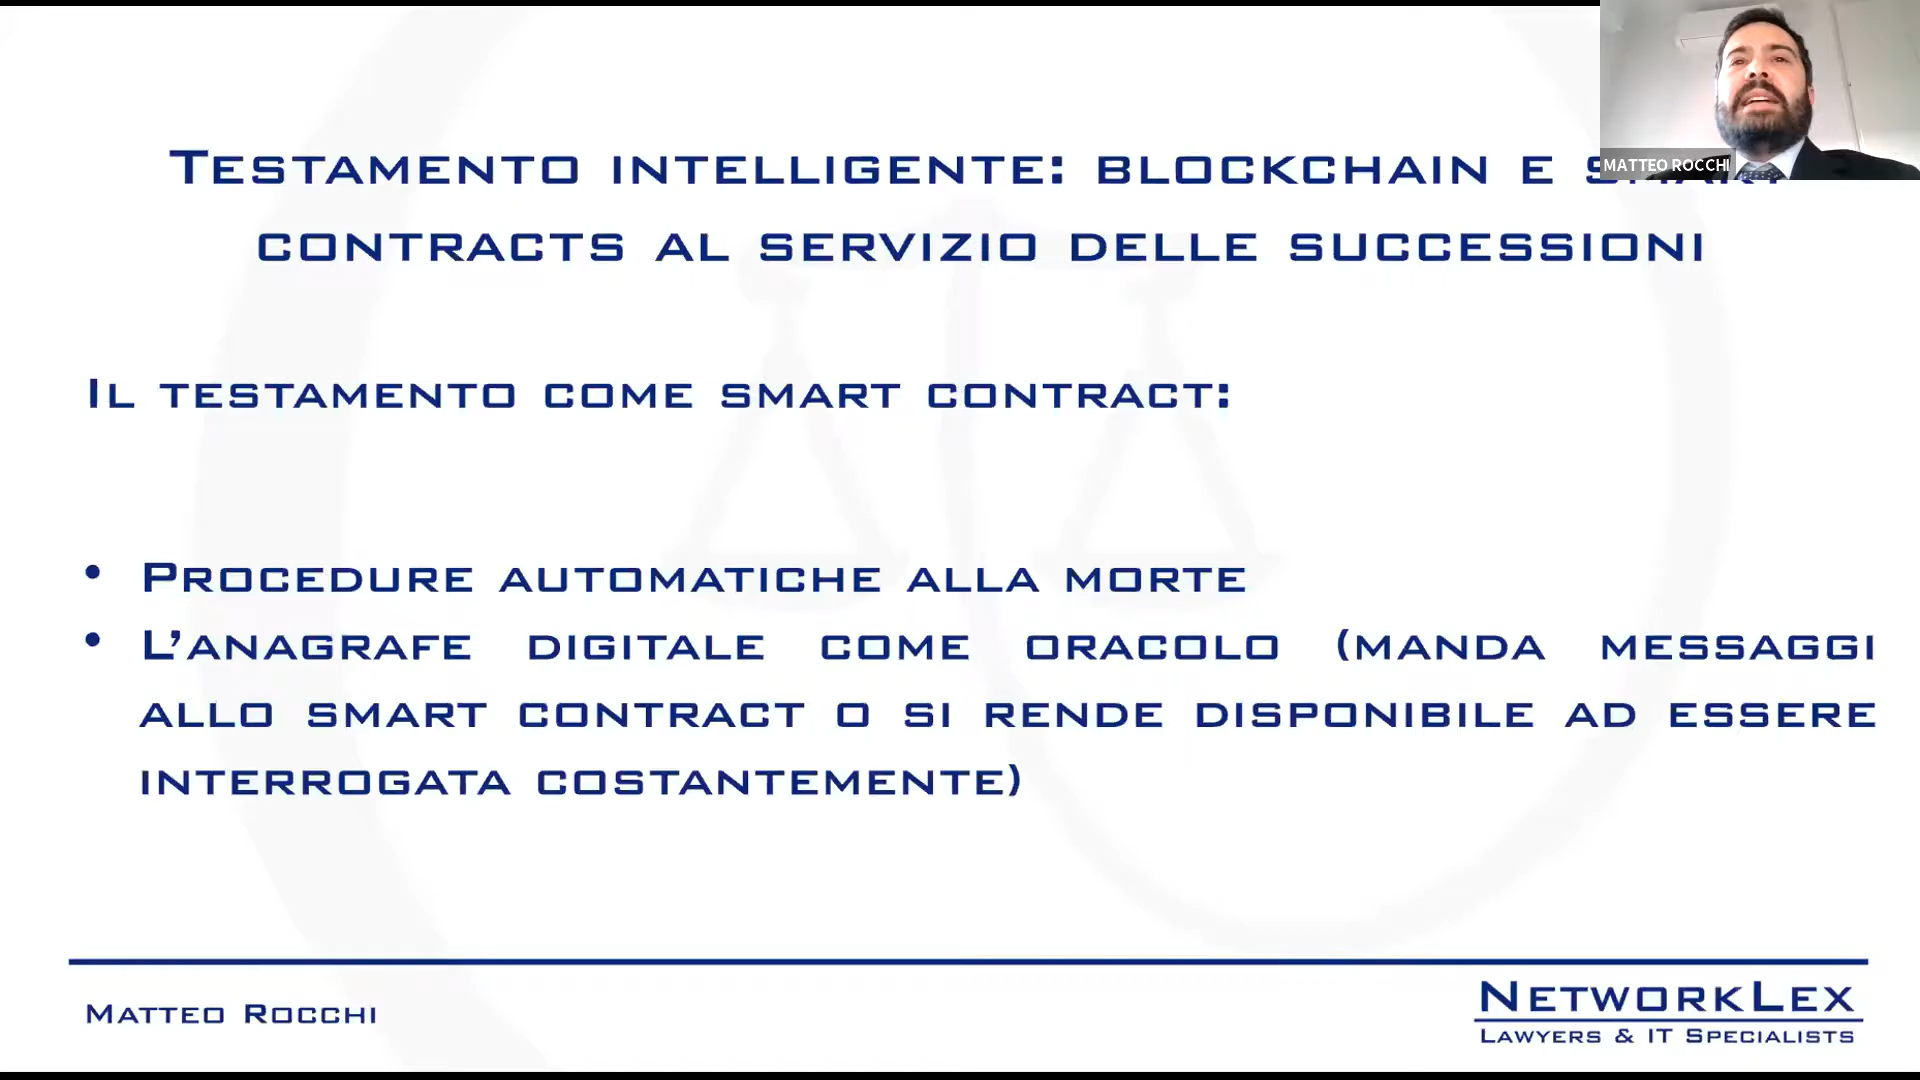 Testamento intelligente: blockchain e smart
contracts al servizio delle successioni
Il testamento come smart contract:
• Procedure automatiche alla morte
• L'anagrafe digitale come oracolo (manda messaggi
allo smart contract o si rende disponibile ad essere
interrogata costantemente)
Matteo Rocchi
NetworkLex
Lawyers & IT Specialists
MATTEO ROCCHI